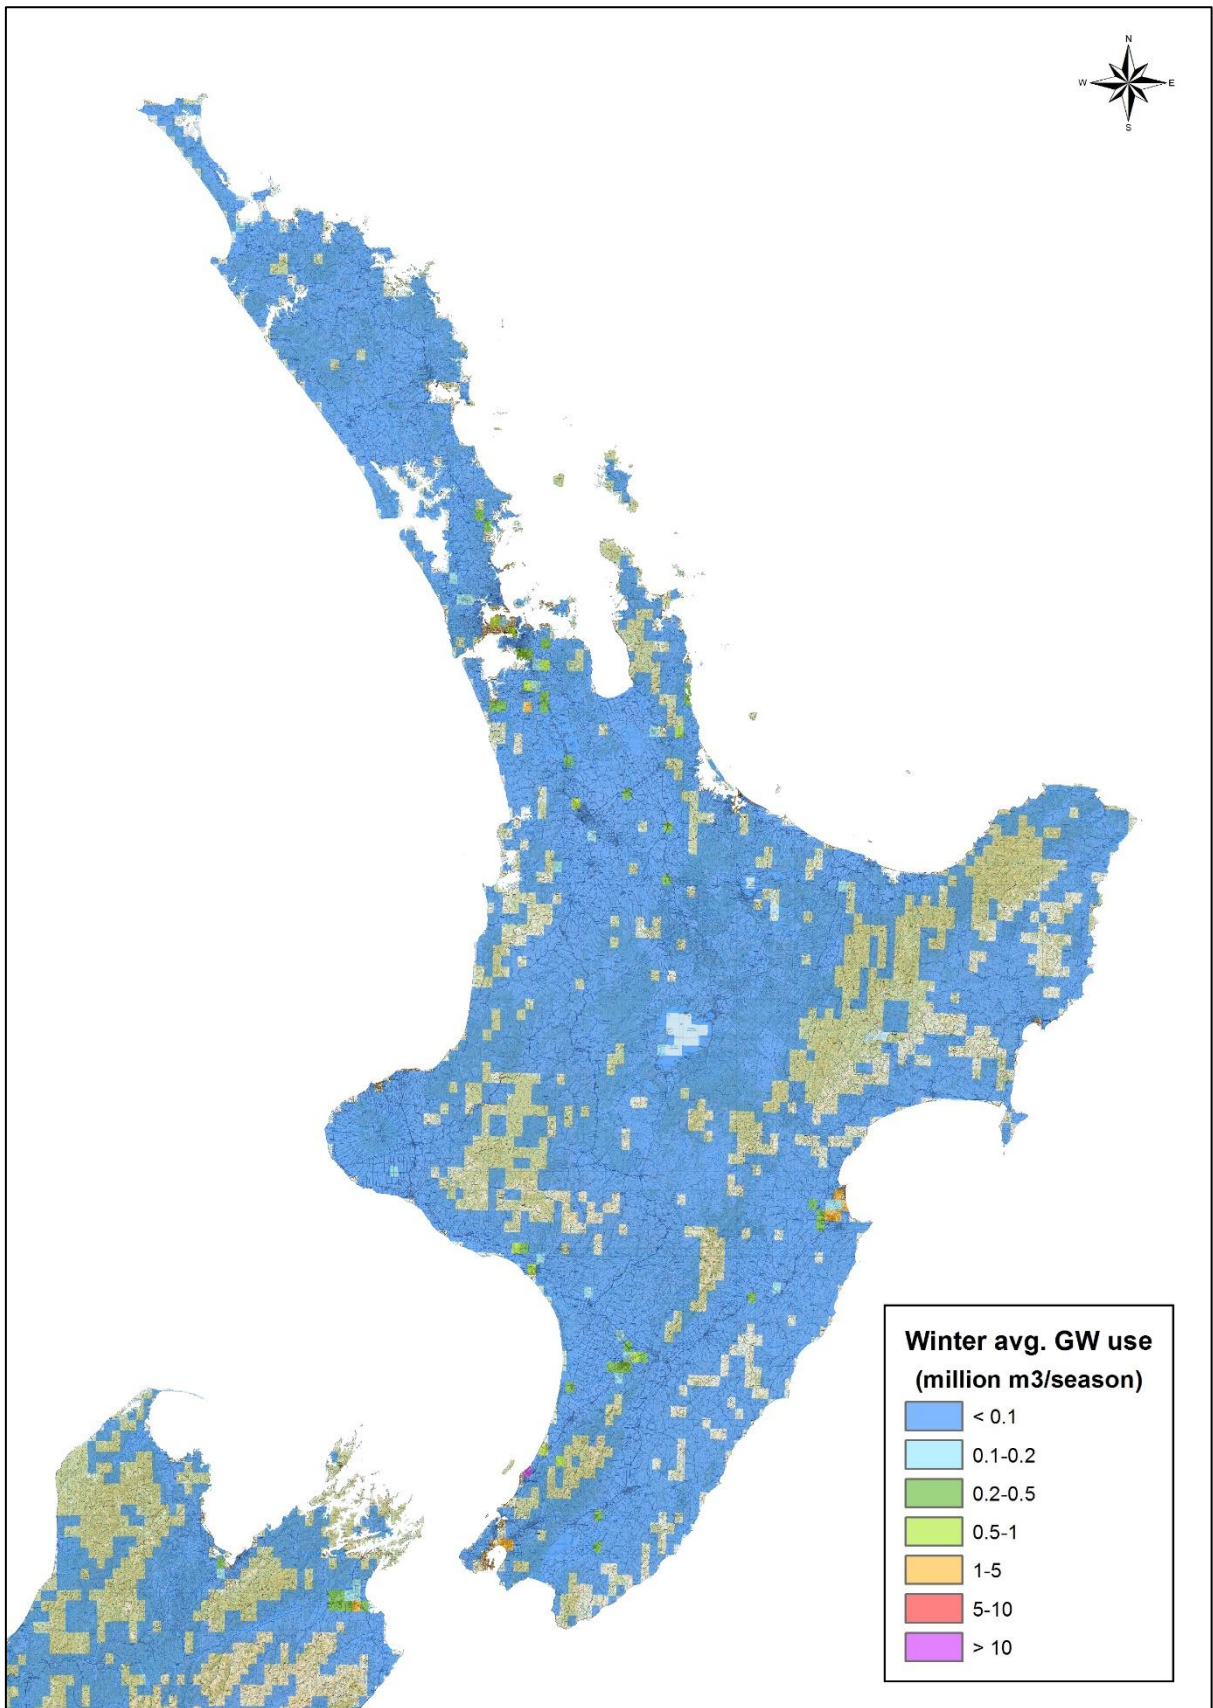 N
W
E
S
Winter avg. GW use
(million m3/season)
< 0.1
0.1-0.2
0.2-0.5
0.5-1
1-5
5-10
> 10